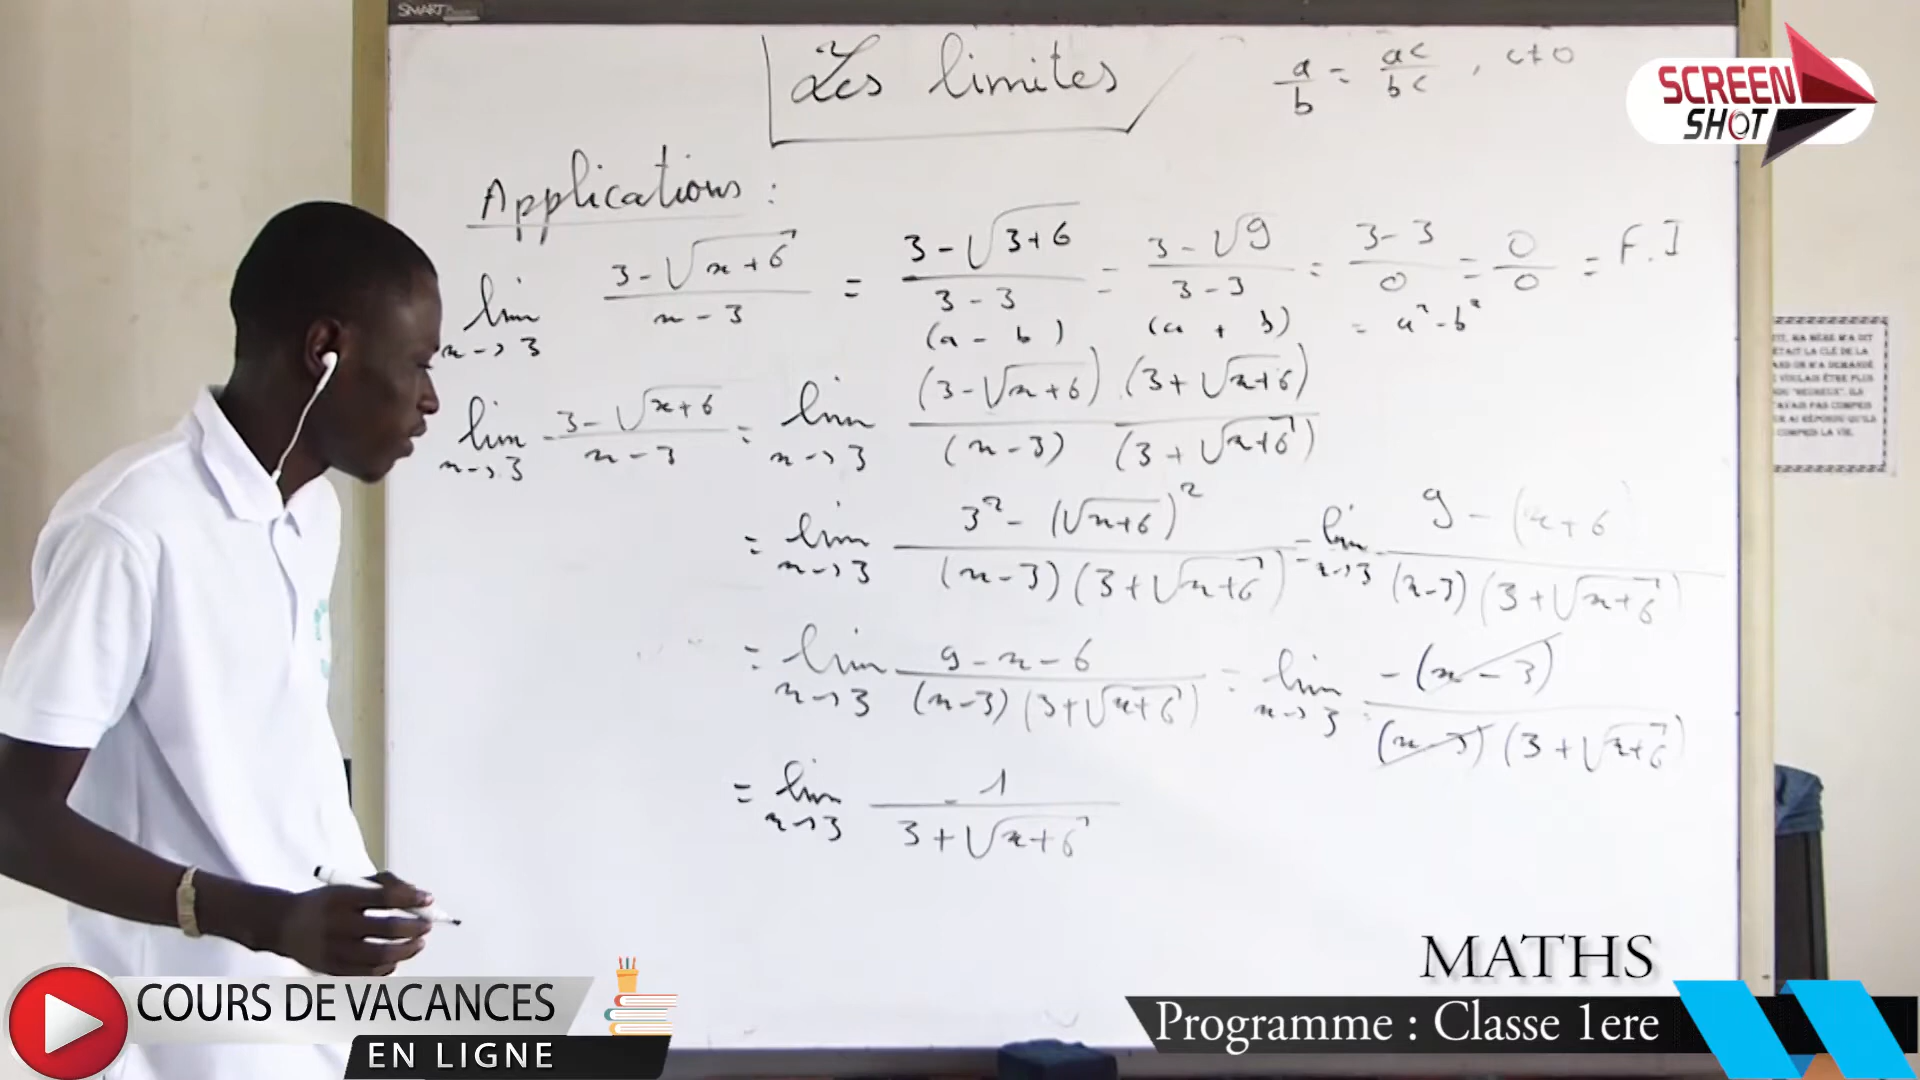 SMART
Les limites
a/b = ac/bc , c≠0
SCREEN
SHOT
Applications :
lim x→3 (3-√(x+6))/(x-3) = (3-√(3+6))/(3-3) = (3-√9)/(3-3) = (3-3)/0 = 0/0 = F.I
(a - b) (a + b) = a² - b²
lim x→3 (3-√(x+6))/(x-3) = lim x→3 (3-√(x+6)) (3+√(x+6)) / (x-3) (3+√(x+6))
= lim x→3 (3² - (√(x+6))²) / (x-3)(3+√(x+6)) = lim x→3 9-(x+6 / (x-3)(3+√(x+6))
= lim x→3 (9-x-6) / (x-3)(3+√(x+6)) = lim x→3 -(x-3) / (x-3)(3+√(x+6))
= lim x→3 -1 / (3+√(x+6))
MATHS
Programme : Classe 1ere
COURS DE VACANCES
EN LIGNE